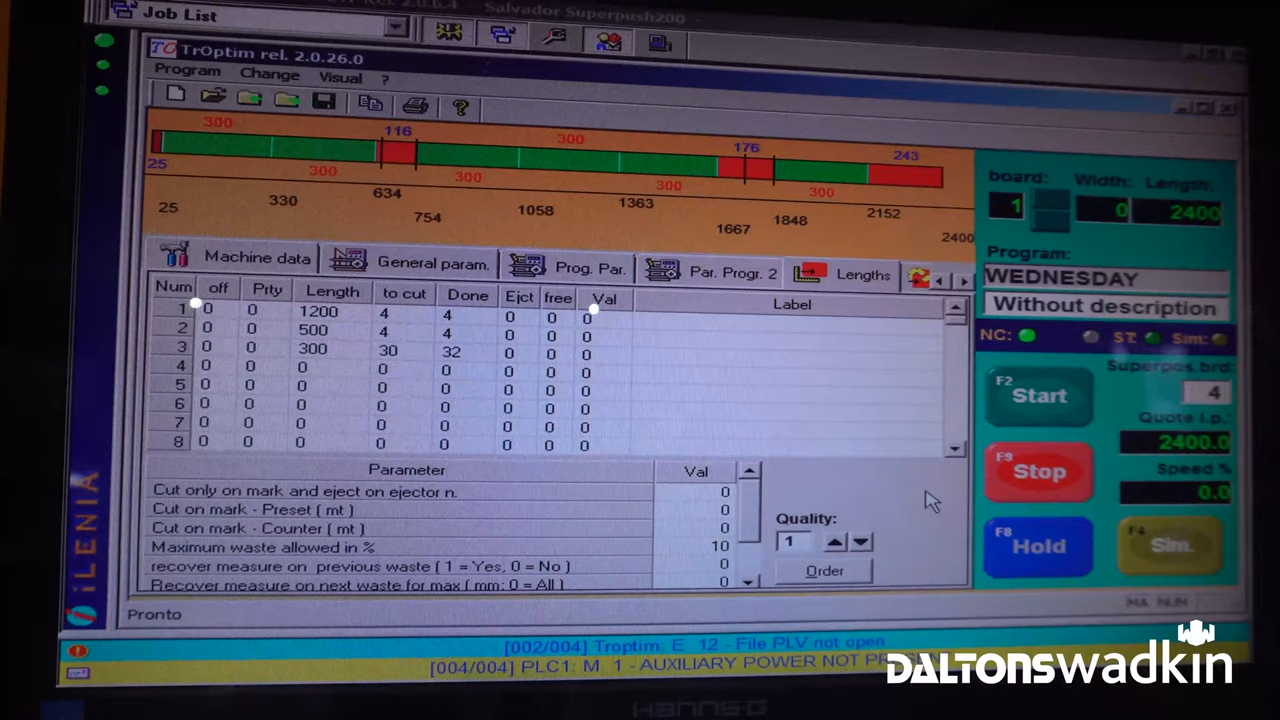 Rel. 2.0.6.4 Salvador Superpush200
Job List
TrOptim rel. 2.0.26.0
Program Change Visual ?
300 116 300 176 243
25 300 300 300 300
25 330 634 754 1058 1363 1667 1848 2152 2400
Machine data General param. Prog. Par. Par. Progr. 2 Lengths
Num off Prty Length to cut Done Ejct free Val Label
1 0 0 1200 4 4 0 0 0
2 0 0 500 4 4 0 0 0
3 0 0 300 30 32 0 0 0
4 0 0 0 0 0 0 0 0
5 0 0 0 0 0 0 0 0
6 0 0 0 0 0 0 0 0
7 0 0 0 0 0 0 0 0
8 0 0 0 0 0 0 0 0
Parameter Val
Cut only on mark and eject on ejector n. 0
Cut on mark - Preset ( mt ) 0
Cut on mark - Counter ( mt ) 0
Maximum waste allowed in % 10
recover measure on previous waste ( 1 = Yes, 0 = No ) 0
Recover measure on next waste for max ( mm; 0 = All ) 0
Quality:
1
Order
Pronto
board: Width: Length:
1 0 2400
Program:
WEDNESDAY
Without description
NC: ST: Sim:
Superpos.brd
F2 Start 4
Quote i.p.:
2400.0
F9 Stop
Speed %
0.0
F8 Hold
F4 Sim.
MA NUM
iLENIA
[002/004] Troptim: E 12 - File PLV not open
[004/004] PLC1: M 1 - AUXILIARY POWER NOT
DALTONSwadkin
HANNS-G